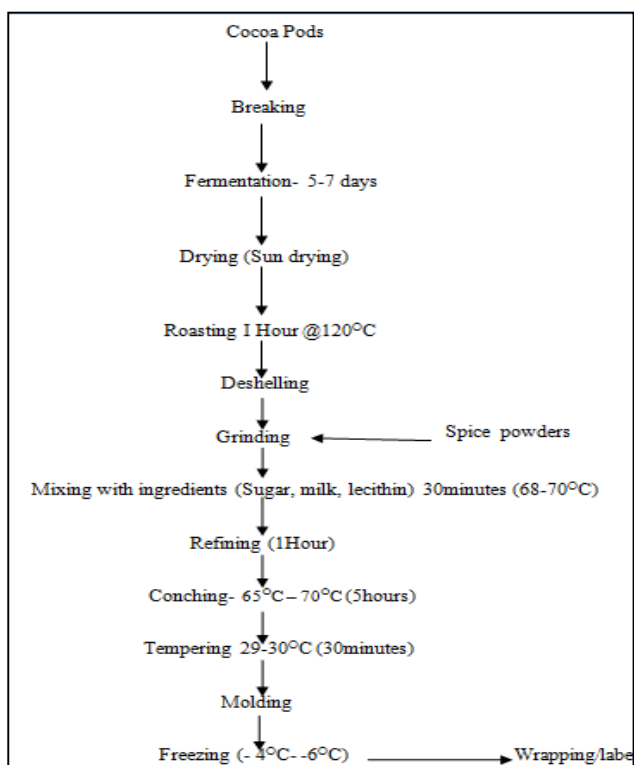 Cocoa Pods
Breaking
Fermentation- 5-7 days
Drying (Sun drying)
Roasting I Hour @120°C
Deshelling
Grinding
Spice powders
Mixing with ingredients (Sugar, milk, lecithin) 30minutes (68-70°C)
Refining (1Hour)
Conching- 65°C – 70°C (5hours)
Tempering 29-30°C (30minutes)
Molding
Freezing (- 4°C- -6°C)
Wrapping/labe